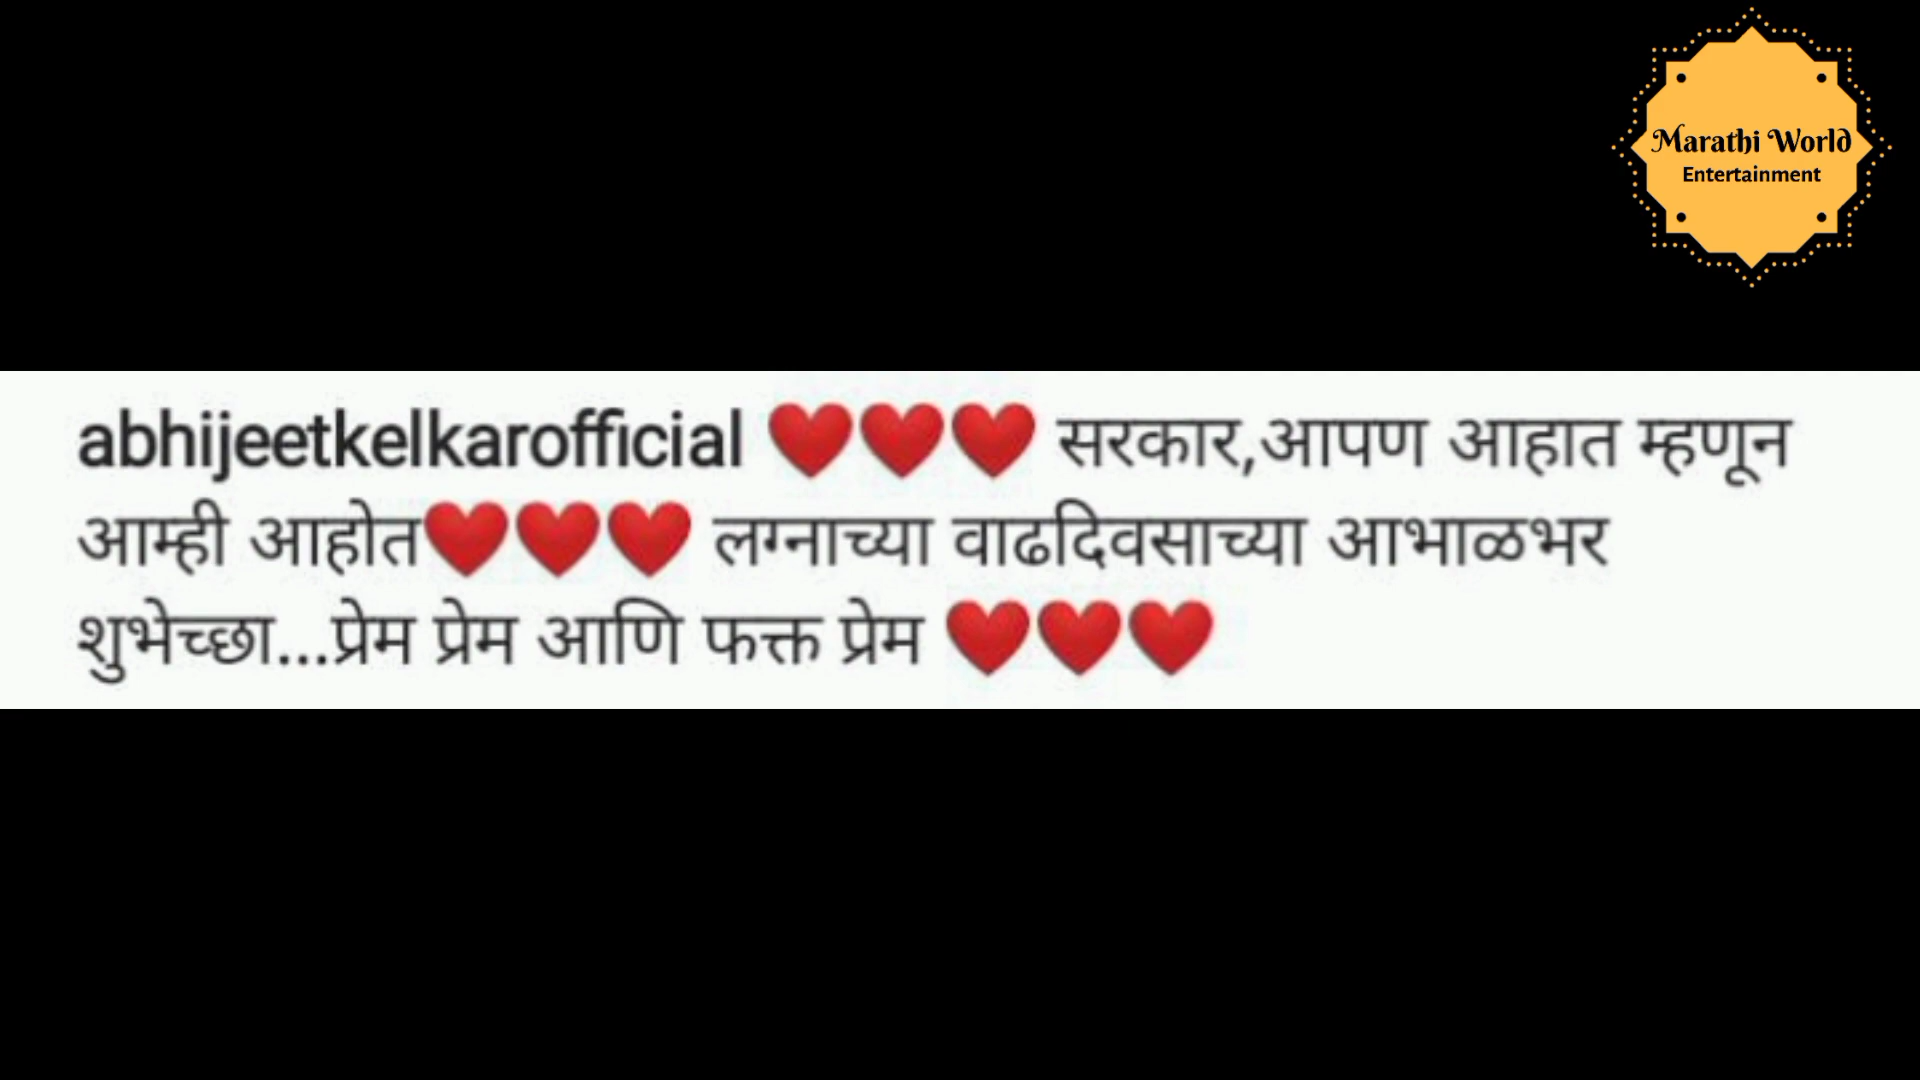 Marathi World
Entertainment
abhijeetkelkarofficial ❤️❤️❤️ सरकार,आपण आहात म्हणून
आम्ही आहोत❤️❤️❤️ लग्नाच्या वाढदिवसाच्या आभाळभर
शुभेच्छा...प्रेम प्रेम आणि फक्त प्रेम ❤️❤️❤️